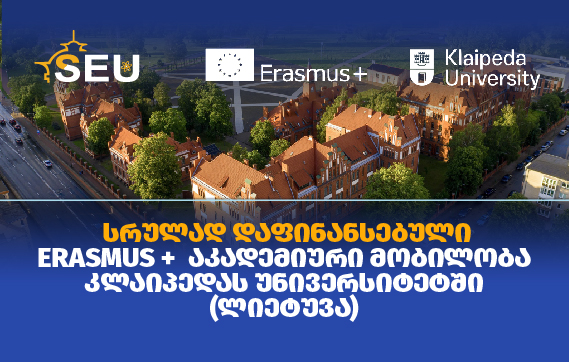 SEU
Erasmus+
Klaipeda
University
ᲡᲠᲣᲚᲐᲓ ᲓᲐᲤᲘᲜᲐᲜᲡᲔᲑᲣᲚᲘ
ERASMUS + ᲐᲙᲐᲓᲔᲛᲘᲣᲠᲘ ᲛᲝᲑᲘᲚᲝᲑᲐ
ᲙᲚᲐᲘᲞᲔᲓᲐᲡ ᲣᲜᲘᲕᲔᲠᲡᲘᲢᲔᲢᲨᲘ
(ᲚᲘᲔᲢᲣᲕᲐ)